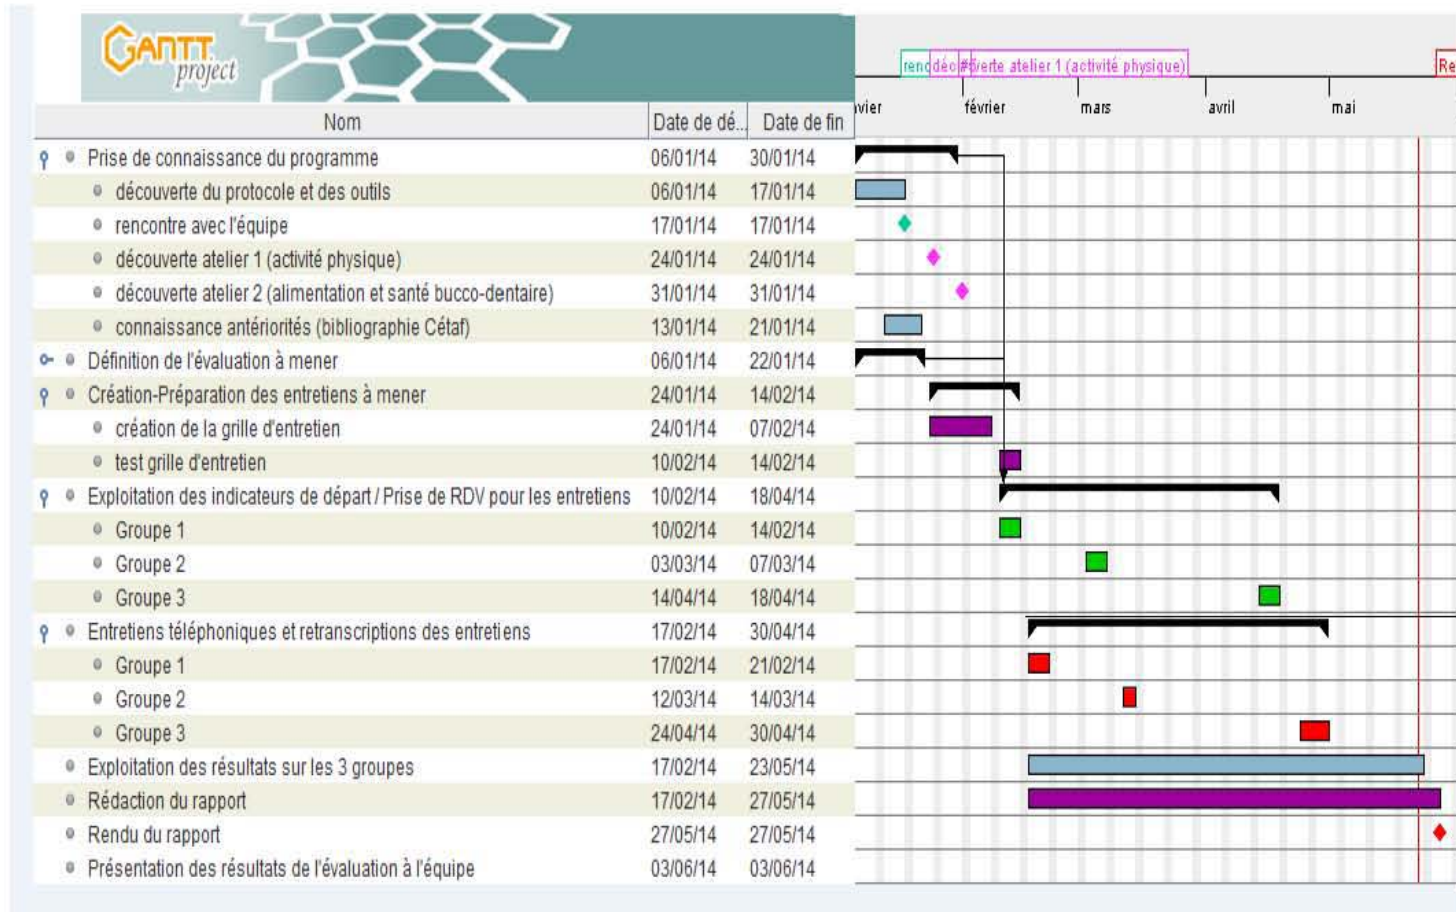 GANTT
project
renc déc #5 verte atelier 1 (activité physique) Re
vier février mars avril mai
Nom Date de dé... Date de fin
Prise de connaissance du programme 06/01/14 30/01/14
découverte du protocole et des outils 06/01/14 17/01/14
rencontre avec l'équipe 17/01/14 17/01/14
découverte atelier 1 (activité physique) 24/01/14 24/01/14
découverte atelier 2 (alimentation et santé bucco-dentaire) 31/01/14 31/01/14
connaissance antériorités (bibliographie Cétaf) 13/01/14 21/01/14
Définition de l'évaluation à mener 06/01/14 22/01/14
Création-Préparation des entretiens à mener 24/01/14 14/02/14
création de la grille d'entretien 24/01/14 07/02/14
test grille d'entretien 10/02/14 14/02/14
Exploitation des indicateurs de départ / Prise de RDV pour les entretiens 10/02/14 18/04/14
Groupe 1 10/02/14 14/02/14
Groupe 2 03/03/14 07/03/14
Groupe 3 14/04/14 18/04/14
Entretiens téléphoniques et retranscriptions des entretiens 17/02/14 30/04/14
Groupe 1 17/02/14 21/02/14
Groupe 2 12/03/14 14/03/14
Groupe 3 24/04/14 30/04/14
Exploitation des résultats sur les 3 groupes 17/02/14 23/05/14
Rédaction du rapport 17/02/14 27/05/14
Rendu du rapport 27/05/14 27/05/14
Présentation des résultats de l'évaluation à l'équipe 03/06/14 03/06/14